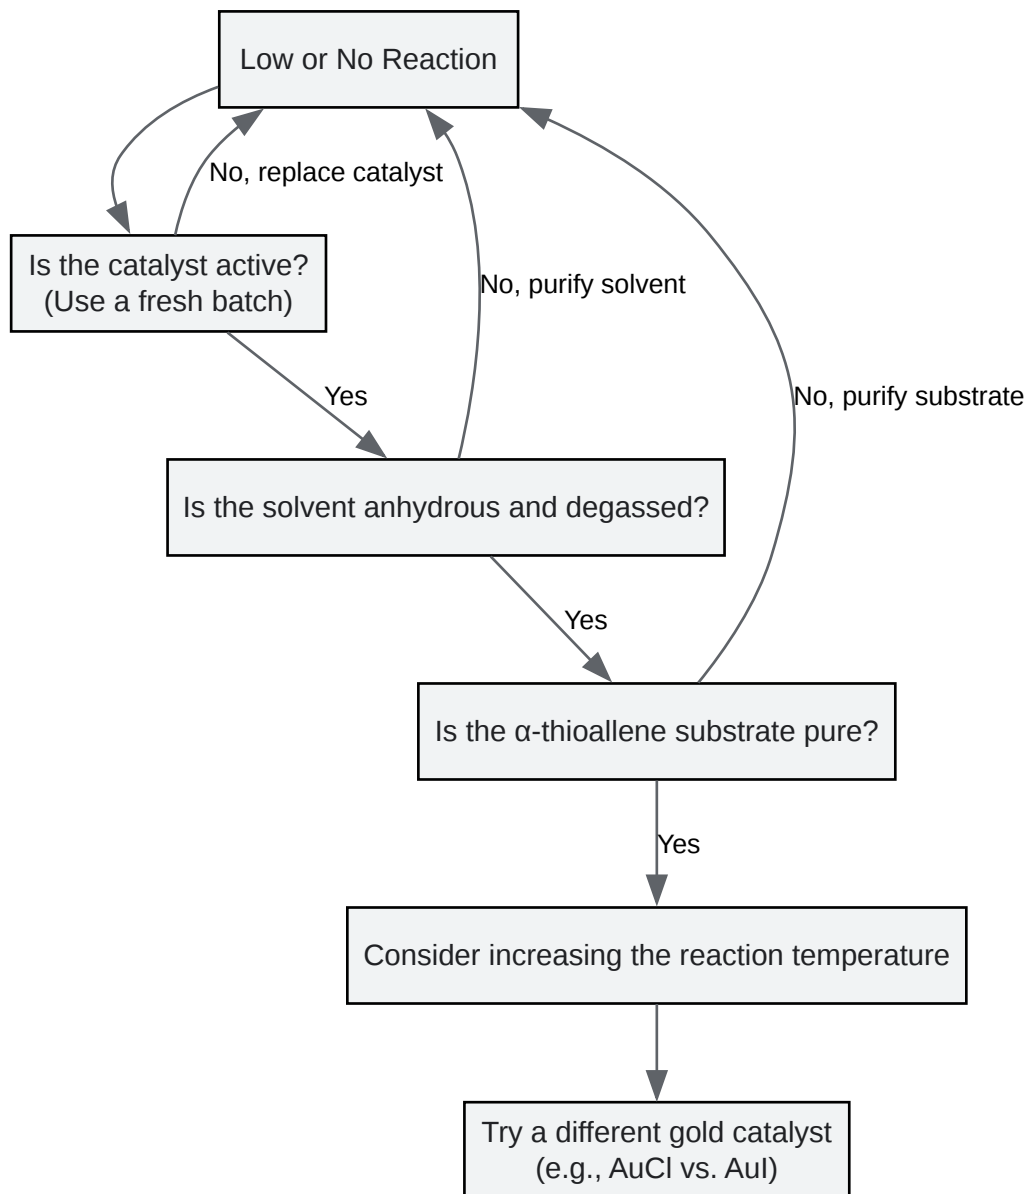 Low or No Reaction
No, replace catalyst
Is the catalyst active?
(Use a fresh batch)
No, purify solvent
Yes
No, purify substrate
Is the solvent anhydrous and degassed?
Yes
Is the α-thioallene substrate pure?
Yes
Consider increasing the reaction temperature
Try a different gold catalyst
(e.g., AuCl vs. AuI)